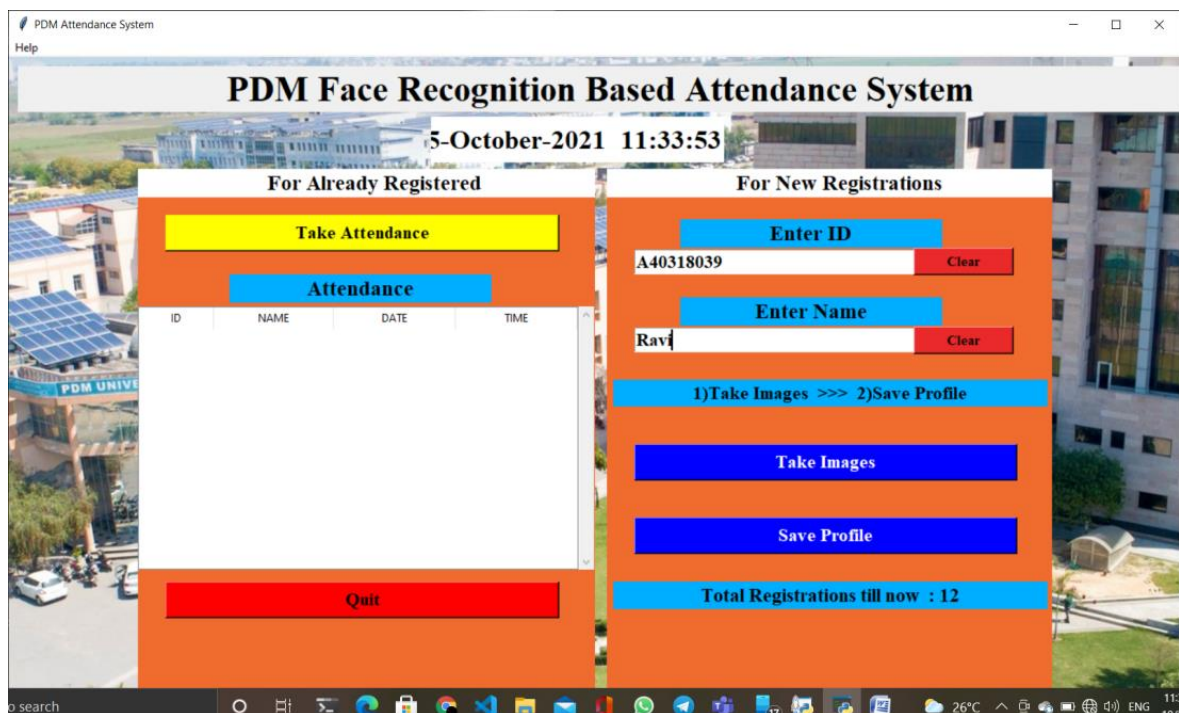 PDM Attendance System
Help
PDM Face Recognition Based Attendance System
5-October-2021 11:33:53
For Already Registered
Take Attendance
Attendance
ID NAME DATE TIME
Quit
For New Registrations
Enter ID
A40318039 Clear
Enter Name
Ravi Clear
1)Take Images >>> 2)Save Profile
Take Images
Save Profile
Total Registrations till now : 12
PDM UNIVE
o search
26°C ENG